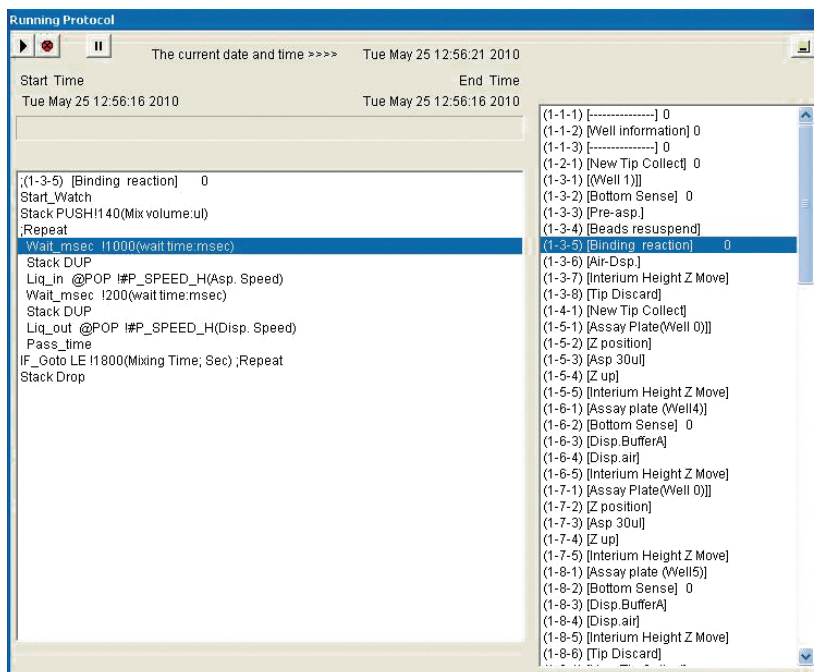 Running Protocol
The current date and time >>>> Tue May 25 12:56:21 2010
Start Time End Time
Tue May 25 12:56:16 2010 Tue May 25 12:56:16 2010
;(1-3-5) [Binding reaction] 0
Start_Watch
Stack PUSH!140(Mix volume:ul)
;Repeat
Wait_msec !1000(wait time:msec)
Stack DUP
Liq_in @POP !#P_SPEED_H(Asp. Speed)
Wait_msec !200(wait time:msec)
Stack DUP
Liq_out @POP !#P_SPEED_H(Disp. Speed)
Pass_time
IF_Goto LE !1800(Mixing Time; Sec) ;Repeat
Stack Drop
(1-1-1) [---------------] 0
(1-1-2) [Well information] 0
(1-1-3) [---------------] 0
(1-2-1) [New Tip Collect] 0
(1-3-1) [(Well 1)]]
(1-3-2) [Bottom Sense] 0
(1-3-3) [Pre-asp.]
(1-3-4) [Beads resuspend]
(1-3-5) [Binding reaction] 0
(1-3-6) [Air-Dsp.]
(1-3-7) [Interium Height Z Move]
(1-3-8) [Tip Discard]
(1-4-1) [New Tip Collect]
(1-5-1) [Assay Plate(Well 0)]]
(1-5-2) [Z position]
(1-5-3) [Asp 30ul]
(1-5-4) [Z up]
(1-5-5) [Interium Height Z Move]
(1-6-1) [Assay plate (Well4)]
(1-6-2) [Bottom Sense] 0
(1-6-3) [Disp.BufferA]
(1-6-4) [Disp.air]
(1-6-5) [Interium Height Z Move]
(1-7-1) [Assay Plate(Well 0)]]
(1-7-2) [Z position]
(1-7-3) [Asp 30ul]
(1-7-4) [Z up]
(1-7-5) [Interium Height Z Move]
(1-8-1) [Assay plate (Well5)]
(1-8-2) [Bottom Sense] 0
(1-8-3) [Disp.BufferA]
(1-8-4) [Disp.air]
(1-8-5) [Interium Height Z Move]
(1-8-6) [Tip Discard]